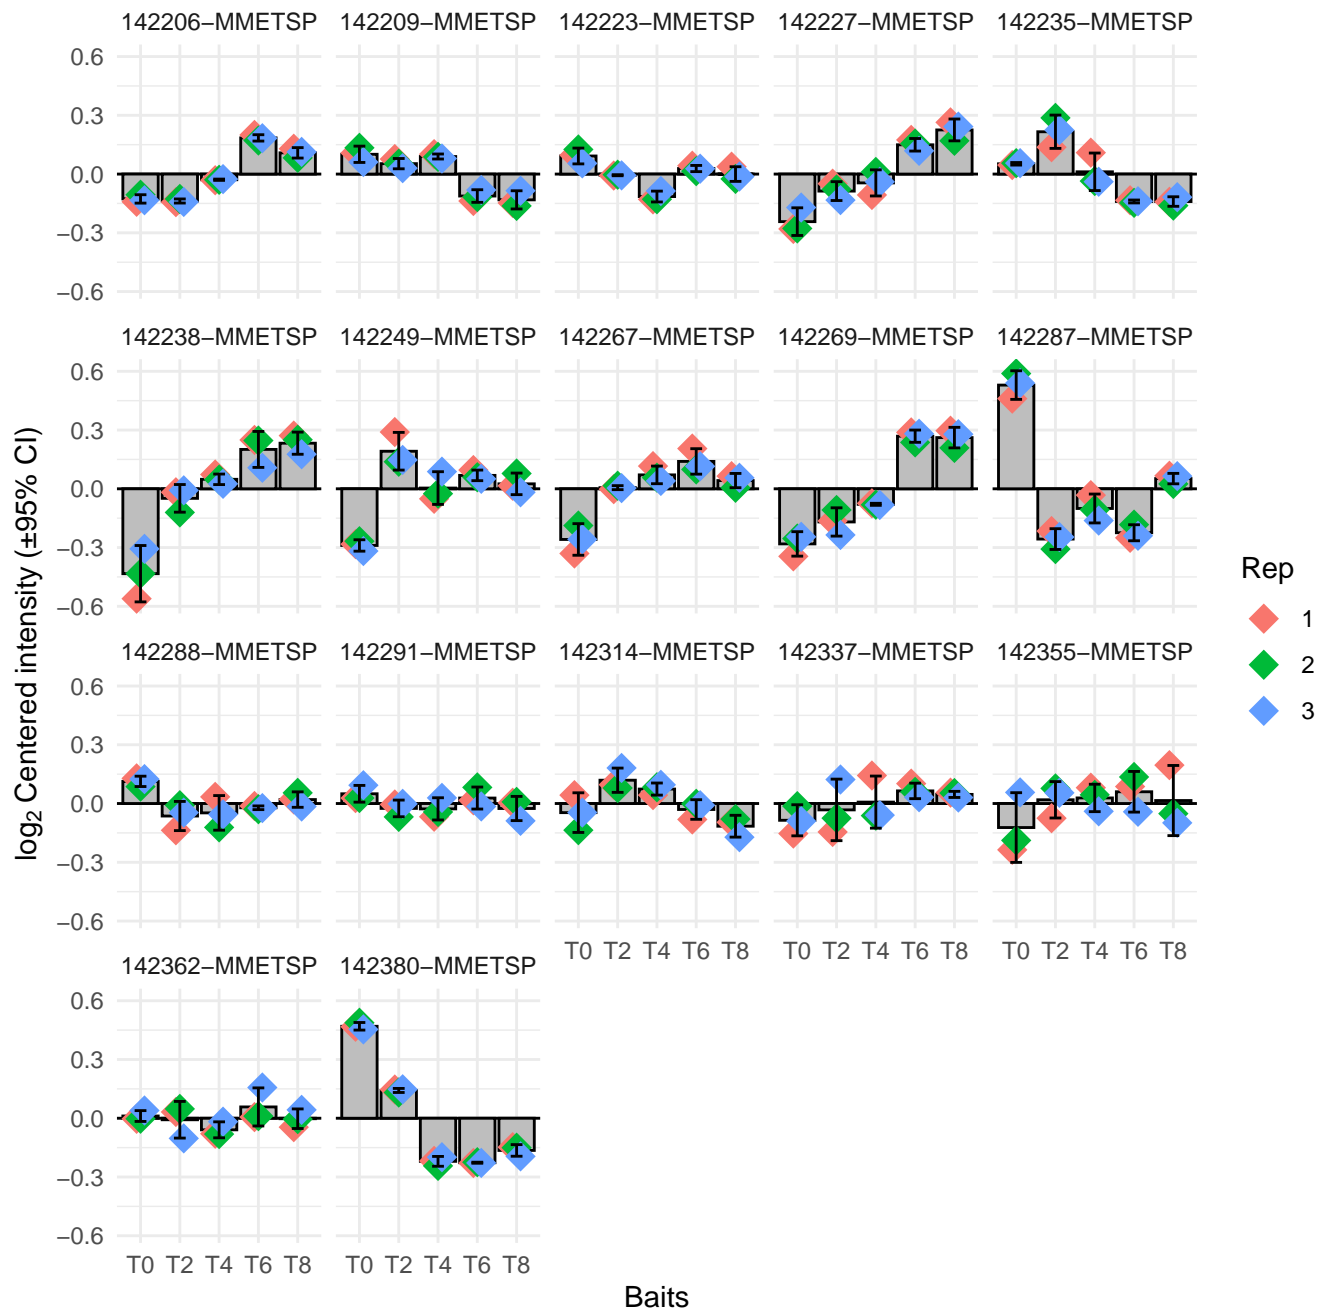 142206−MMETSP 142209−MMETSP 142223−MMETSP 142227−MMETSP 142235−MMETSP
0.6
0.3
0.0
−0.3
−0.6
142238−MMETSP 142249−MMETSP 142267−MMETSP 142269−MMETSP 142287−MMETSP
0.6
0.3
0.0
−0.3
−0.6
142288−MMETSP 142291−MMETSP 142314−MMETSP 142337−MMETSP 142355−MMETSP
0.6
0.3
0.0
−0.3
−0.6
T0 T2 T4 T6 T8 T0 T2 T4 T6 T8 T0 T2 T4 T6 T8
142362−MMETSP 142380−MMETSP
0.6
0.3
0.0
−0.3
−0.6
T0 T2 T4 T6 T8 T0 T2 T4 T6 T8
Baits
log2 Centered intensity (±95% CI)
Rep
1
2
3